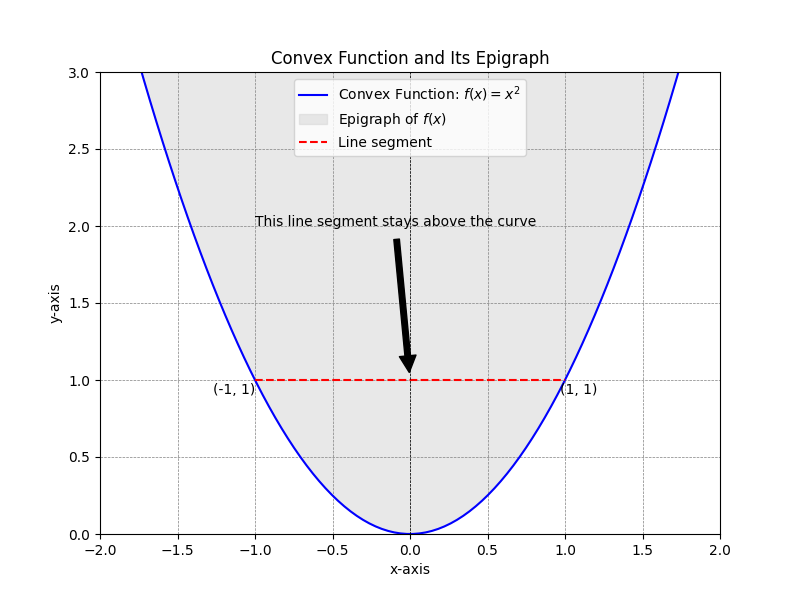 Convex Function and Its Epigraph
3.0
Convex Function: f(x) = x²
Epigraph of f(x)
Line segment
2.5
2.0
This line segment stays above the curve
1.5
y-axis
1.0
(-1, 1)
(1, 1)
0.5
0.0
−2.0
−1.5
−1.0
−0.5
0.0
0.5
1.0
1.5
2.0
x-axis